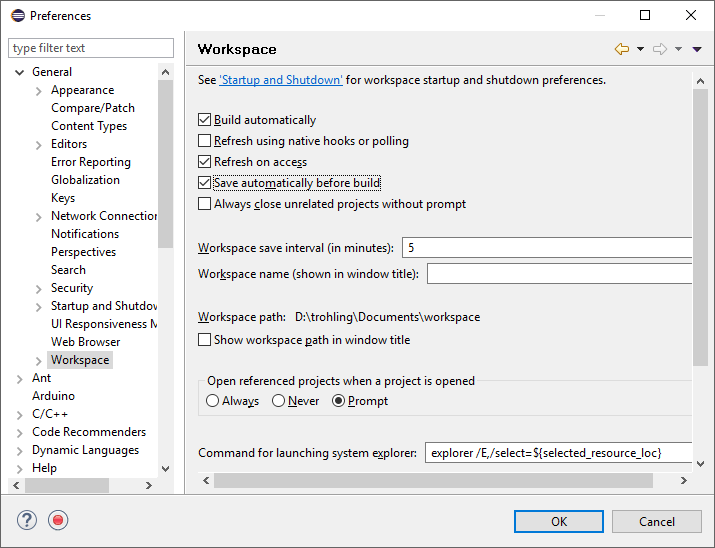 Preferences
type filter text
General
Appearance
Compare/Patch
Content Types
Editors
Error Reporting
Globalization
Keys
Network Connection
Notifications
Perspectives
Search
Security
Startup and Shutdow
UI Responsiveness M
Web Browser
Workspace
Ant
Arduino
C/C++
Code Recommenders
Dynamic Languages
Help
Workspace
See 'Startup and Shutdown' for workspace startup and shutdown preferences.
Build automatically
Refresh using native hooks or polling
Refresh on access
Save automatically before build
Always close unrelated projects without prompt
Workspace save interval (in minutes): 5
Workspace name (shown in window title):
Workspace path: D:\trohling\Documents\workspace
Show workspace path in window title
Open referenced projects when a project is opened
Always Never Prompt
Command for launching system explorer: explorer /E,/select=${selected_resource_loc}
? OK Cancel